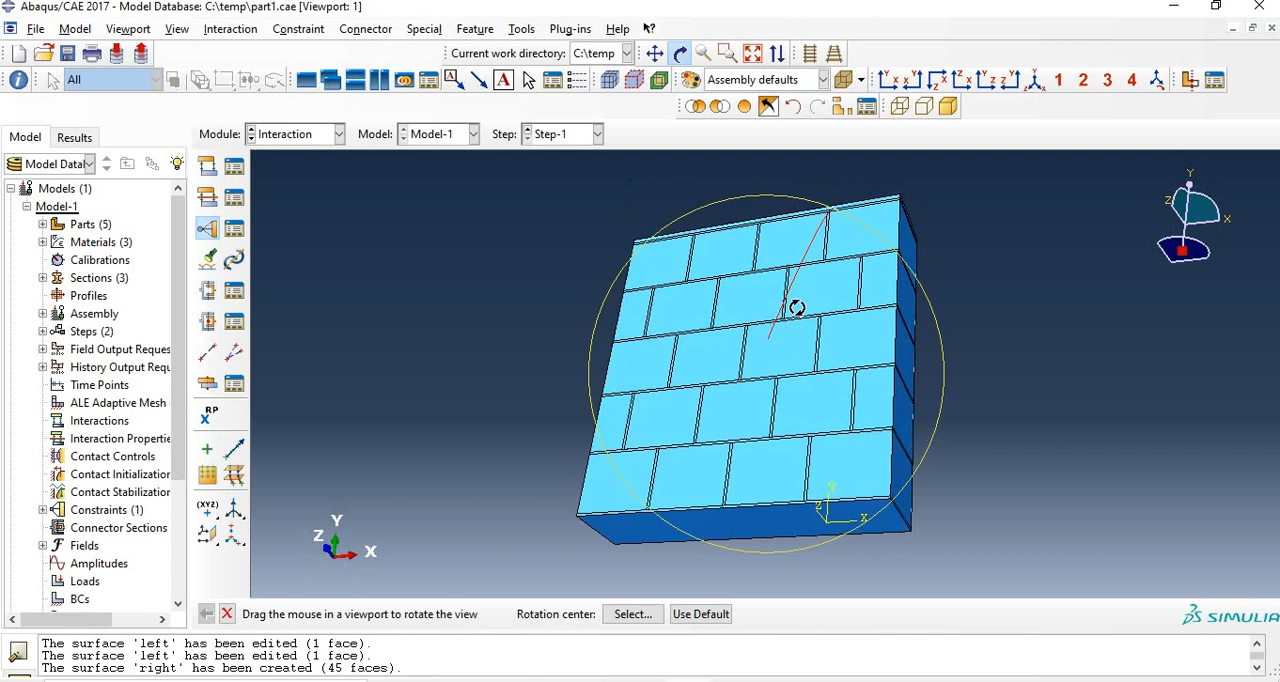 Abaqus/CAE 2017 - Model Database: C:\temp\part1.cae [Viewport: 1]
File Model Viewport View Interaction Constraint Connector Special Feature Tools Plug-ins Help
Current work directory: C:\temp
All Assembly defaults 1 2 3 4
Model Results Module: Interaction Model: Model-1 Step: Step-1
Model Datal
Models (1)
Model-1
Parts (5)
Materials (3)
Calibrations
Sections (3)
Profiles
Assembly
Steps (2)
Field Output Reques
History Output Requ
Time Points
ALE Adaptive Mesh
Interactions
Interaction Propertie
Contact Controls
Contact Initialization
Contact Stabilization
Constraints (1)
Connector Sections
Fields
Amplitudes
Loads
BCs
RP
(XYZ)
Y
Z
X
Y
Z
X
Y
Z
X
Drag the mouse in a viewport to rotate the view Rotation center: Select... Use Default
SIMULIA
The surface 'left' has been edited (1 face).
The surface 'left' has been edited (1 face).
The surface 'right' has been created (45 faces).